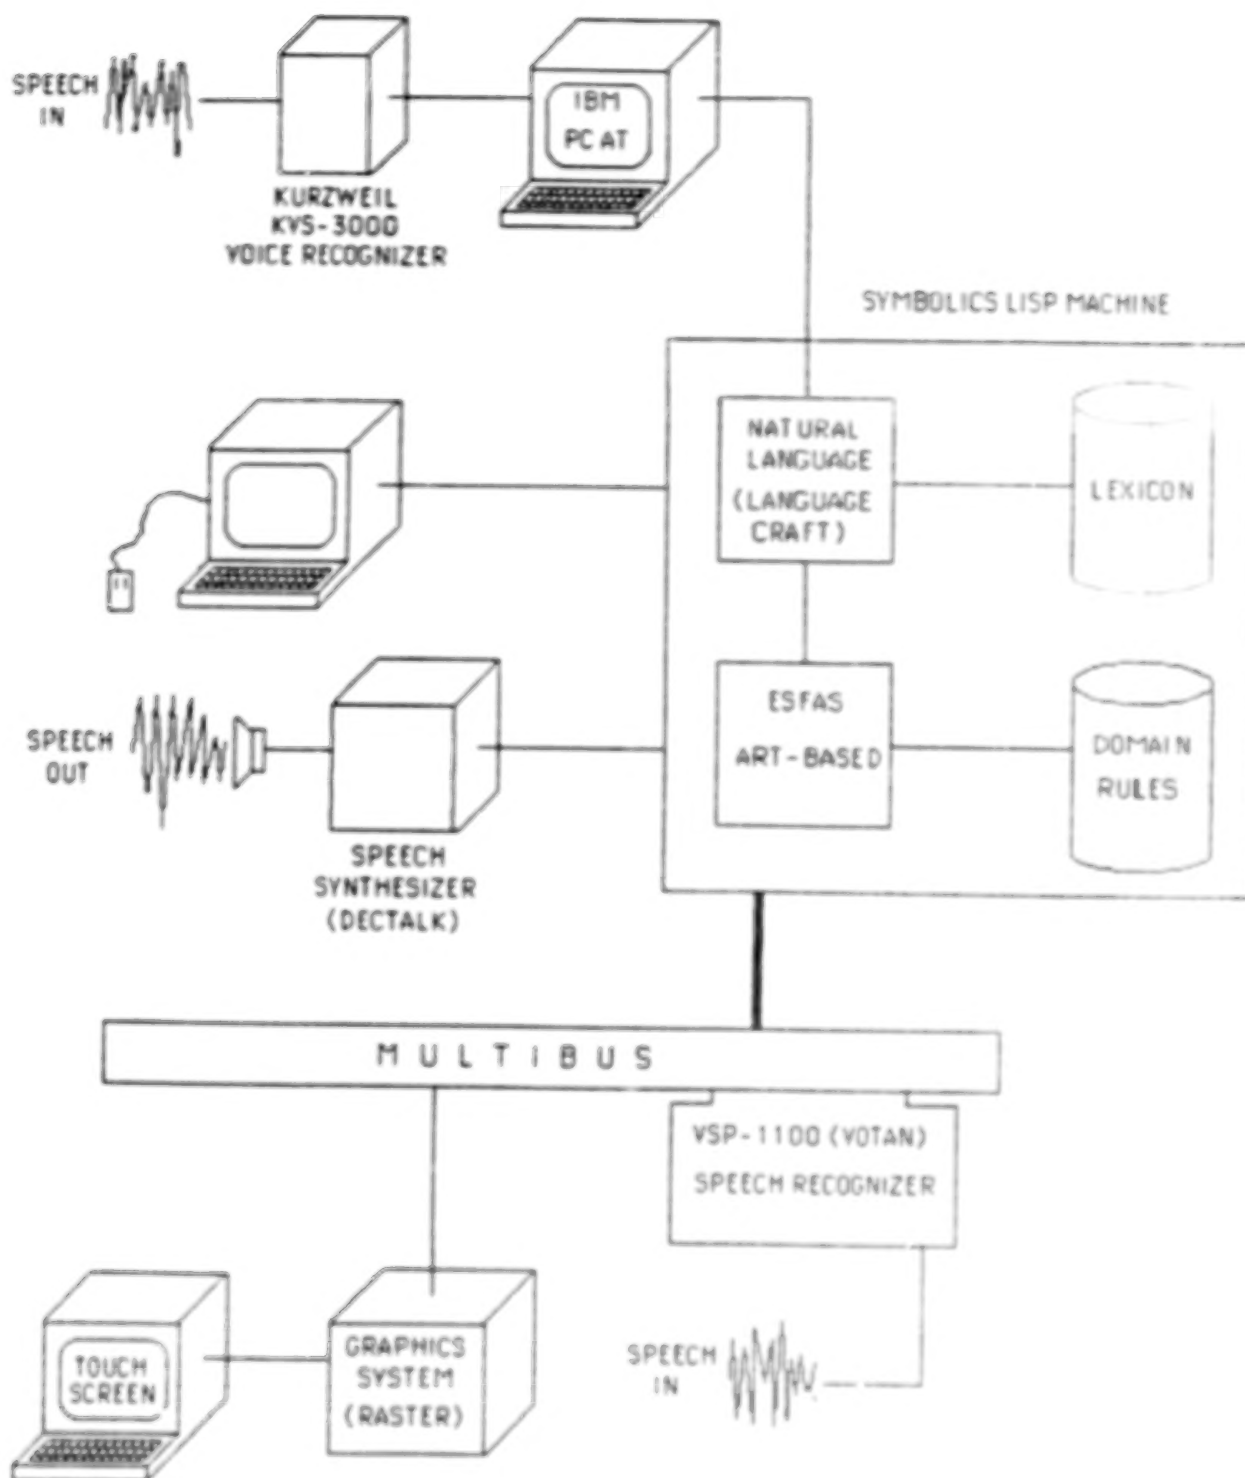 SPEECH
IN
IBM
PC AT
KURZWEIL
KVS-3000
VOICE RECOGNIZER
SYMBOLICS LISP MACHINE
NATURAL
LANGUAGE
(LANGUAGE
CRAFT)
LEXICON
ESFAS
ART-BASED
DOMAIN
RULES
SPEECH
OUT
SPEECH
SYNTHESIZER
(DECTALK)
MULTIBUS
VSP-1100 (VOTAN)
SPEECH RECOGNIZER
TOUCH
SCREEN
GRAPHICS
SYSTEM
(RASTER)
SPEECH
IN